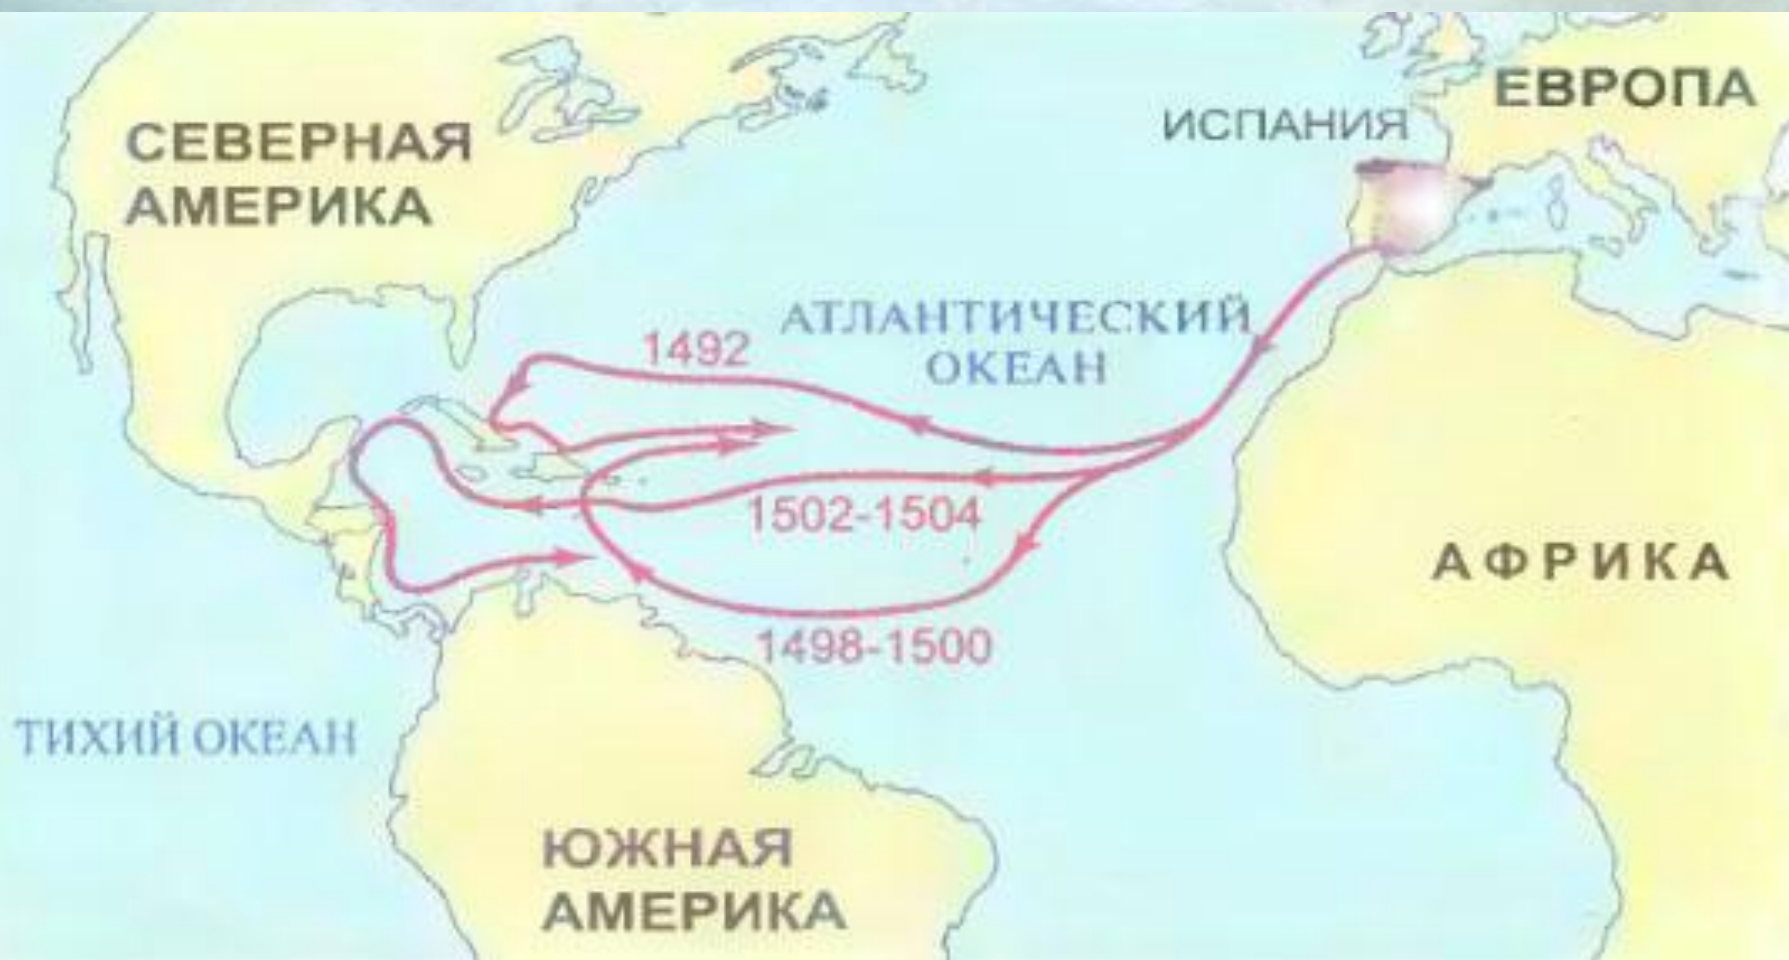 ЕВРОПА
ИСПАНИЯ
СЕВЕРНАЯ
АМЕРИКА
АТЛАНТИЧЕСКИЙ
ОКЕАН
1492
1502-1504
АФРИКА
1498-1500
ТИХИЙ ОКЕАН
ЮЖНАЯ
АМЕРИКА